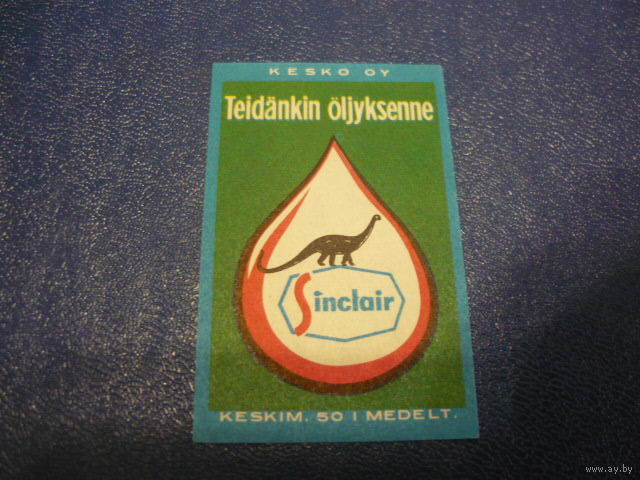 KESKO OY
Teidänkin öljyksenne
Sinclair
KESKIM. 50 I MEDELT.
www.ay.by